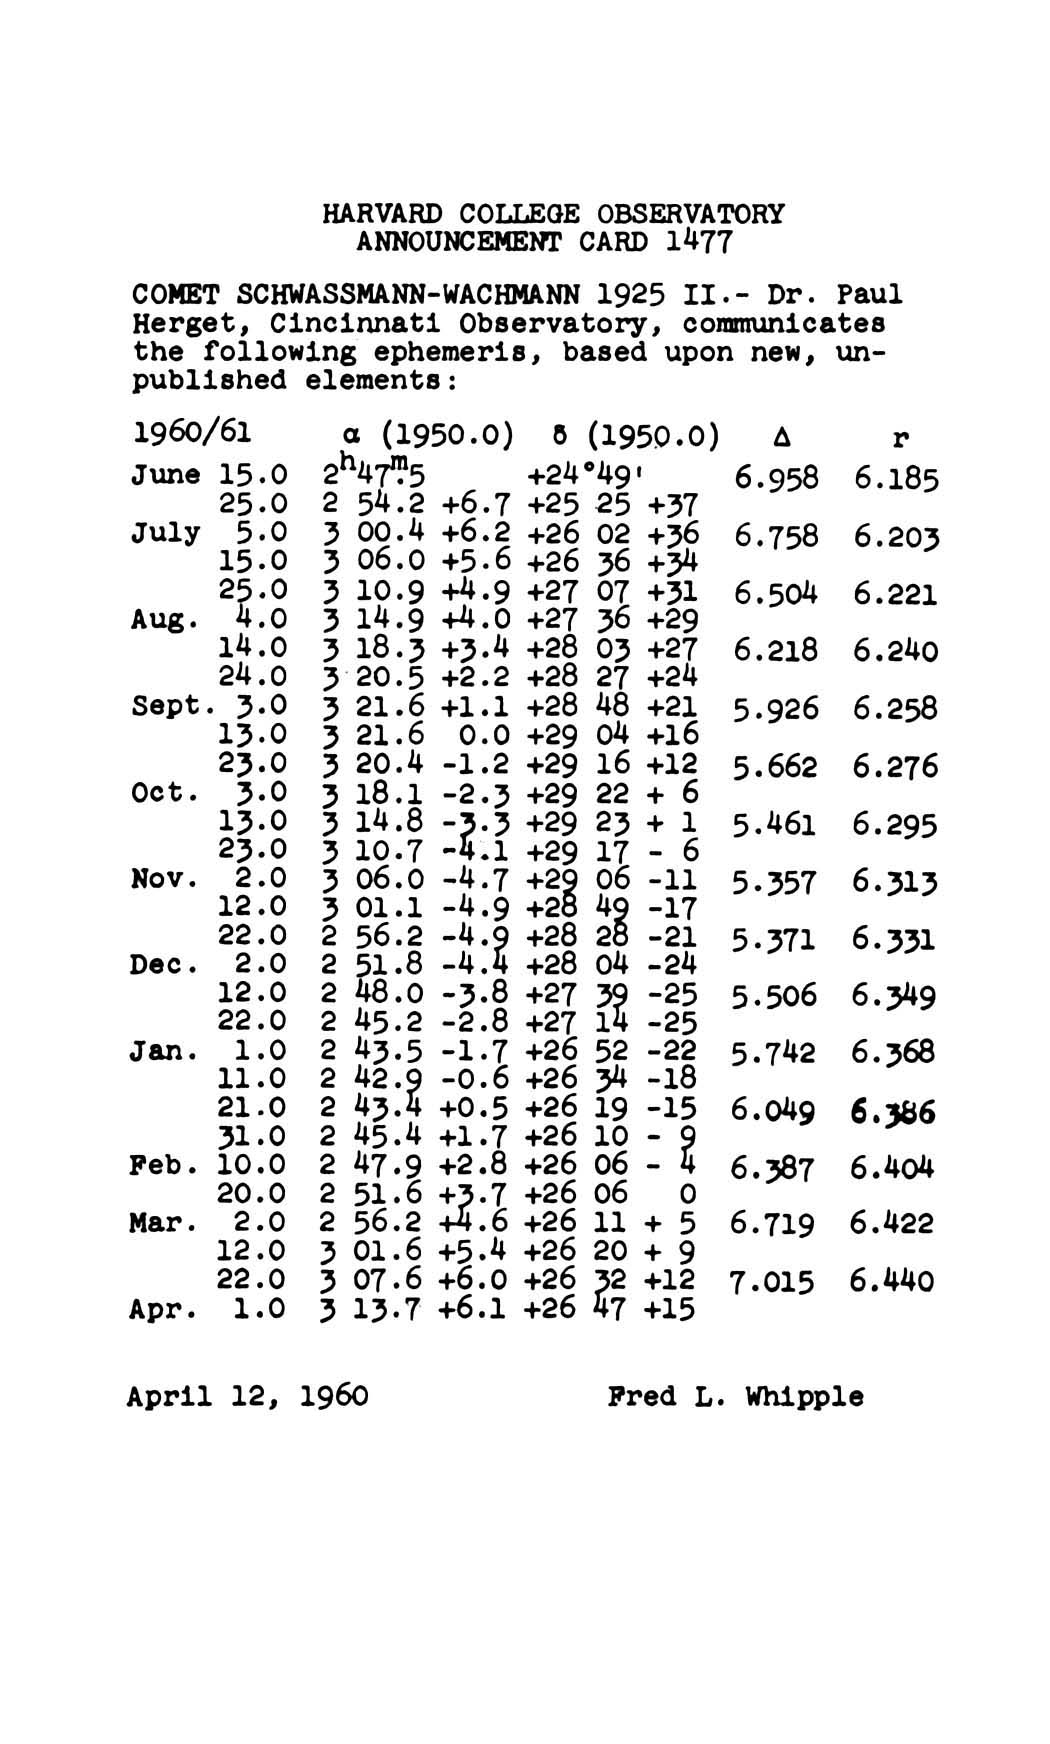 HARVARD COLLEGE OBSERVATORY
ANNOUNCEMENT CARD 1477
COMET SCHWASSMANN-WACHMANN 1925 II.- Dr. Paul
Herget, Cincinnati Observatory, communicates
the following ephemeris, based upon new, un-
published elements:
1960/61 α (1950.0) δ (1950.0) Δ r
June 15.0 2h47m.5 +24°49' 6.958 6.185
25.0 2 54.2 +6.7 +25 25 +37
July 5.0 3 00.4 +6.2 +26 02 +36 6.758 6.203
15.0 3 06.0 +5.6 +26 36 +34
25.0 3 10.9 +4.9 +27 07 +31 6.504 6.221
Aug. 4.0 3 14.9 +4.0 +27 36 +29
14.0 3 18.3 +3.4 +28 03 +27 6.218 6.240
24.0 3 20.5 +2.2 +28 27 +24
Sept. 3.0 3 21.6 +1.1 +28 48 +21 5.926 6.258
13.0 3 21.6 0.0 +29 04 +16
23.0 3 20.4 -1.2 +29 16 +12 5.662 6.276
Oct. 3.0 3 18.1 -2.3 +29 22 + 6
13.0 3 14.8 -3.3 +29 23 + 1 5.461 6.295
23.0 3 10.7 -4.1 +29 17 - 6
Nov. 2.0 3 06.0 -4.7 +29 06 -11 5.357 6.313
12.0 3 01.1 -4.9 +28 49 -17
22.0 2 56.2 -4.9 +28 28 -21 5.371 6.331
Dec. 2.0 2 51.8 -4.4 +28 04 -24
12.0 2 48.0 -3.8 +27 39 -25 5.506 6.349
22.0 2 45.2 -2.8 +27 14 -25
Jan. 1.0 2 43.5 -1.7 +26 52 -22 5.742 6.368
11.0 2 42.9 -0.6 +26 34 -18
21.0 2 43.4 +0.5 +26 19 -15 6.049 6.386
31.0 2 45.4 +1.7 +26 10 - 9
Feb. 10.0 2 47.9 +2.8 +26 06 - 4 6.387 6.404
20.0 2 51.6 +3.7 +26 06 0
Mar. 2.0 2 56.2 +4.6 +26 11 + 5 6.719 6.422
12.0 3 01.6 +5.4 +26 20 + 9
22.0 3 07.6 +6.0 +26 32 +12 7.015 6.440
Apr. 1.0 3 13.7 +6.1 +26 47 +15
April 12, 1960 Fred L. Whipple